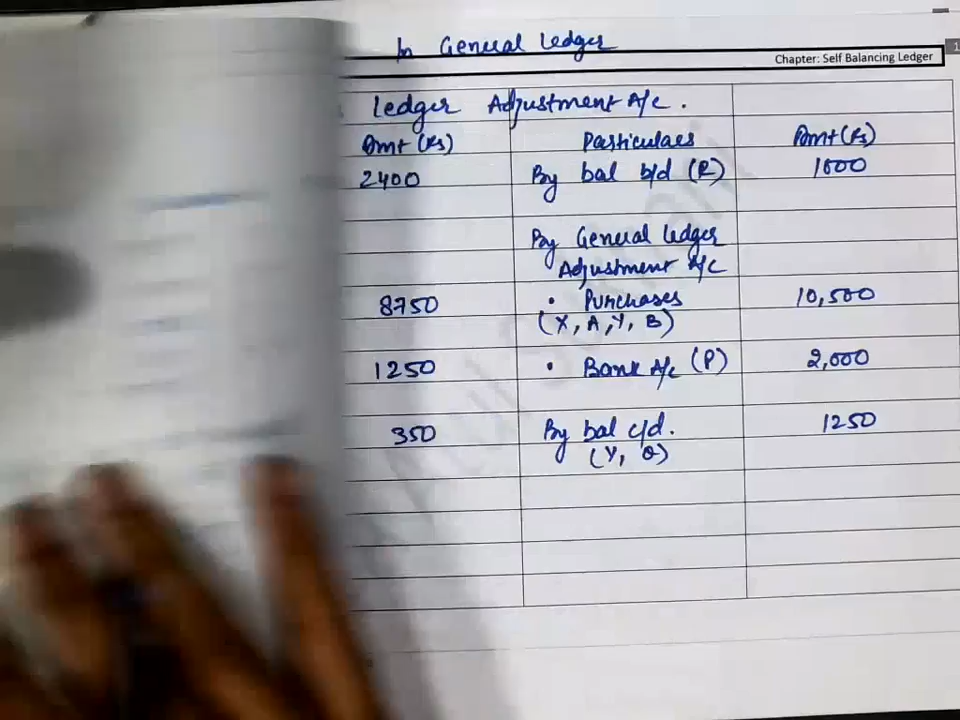 In General Ledger
Chapter: Self Balancing Ledger
1
Ledger Adjustment A/c.
Amt (Rs) Particulars Amt (Rs)
2400 By bal b/d (R) 1000
By General Ledger
Adjustment A/c
8750 • Purchases 10,500
(X, A, Y, B)
1250 • Bank A/c (P) 2,000
350 By bal c/d. 1250
(Y, Q)